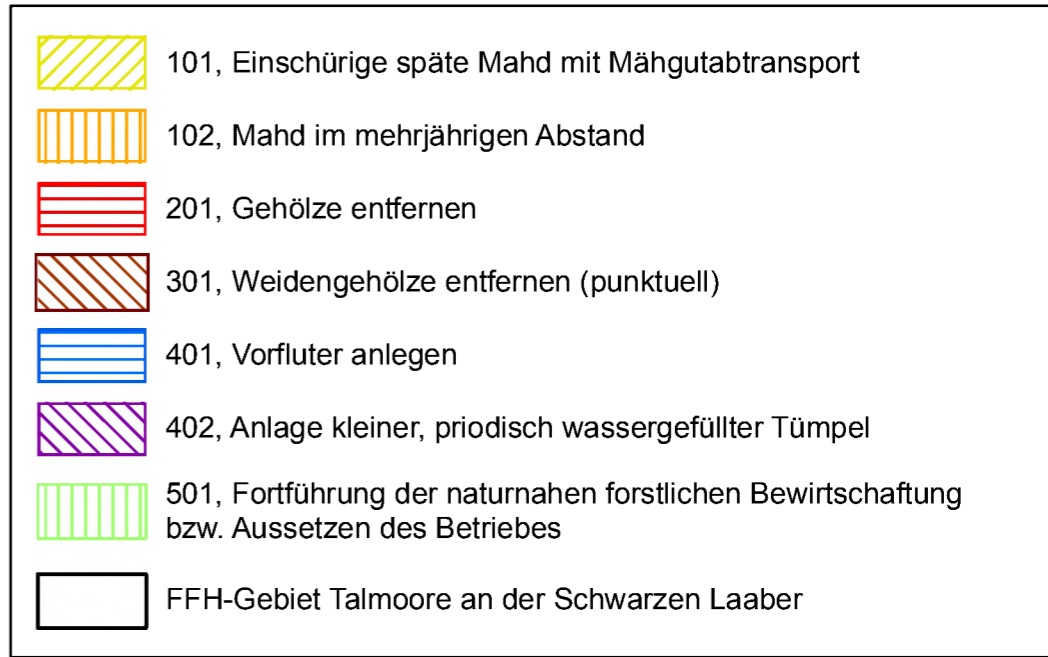 101, Einschürige späte Mahd mit Mähgutabtransport
102, Mahd im mehrjährigen Abstand
201, Gehölze entfernen
301, Weidengehölze entfernen (punktuell)
401, Vorfluter anlegen
402, Anlage kleiner, priodisch wassergefüllter Tümpel
501, Fortführung der naturnahen forstlichen Bewirtschaftung
bzw. Aussetzen des Betriebes
FFH-Gebiet Talmoore an der Schwarzen Laaber